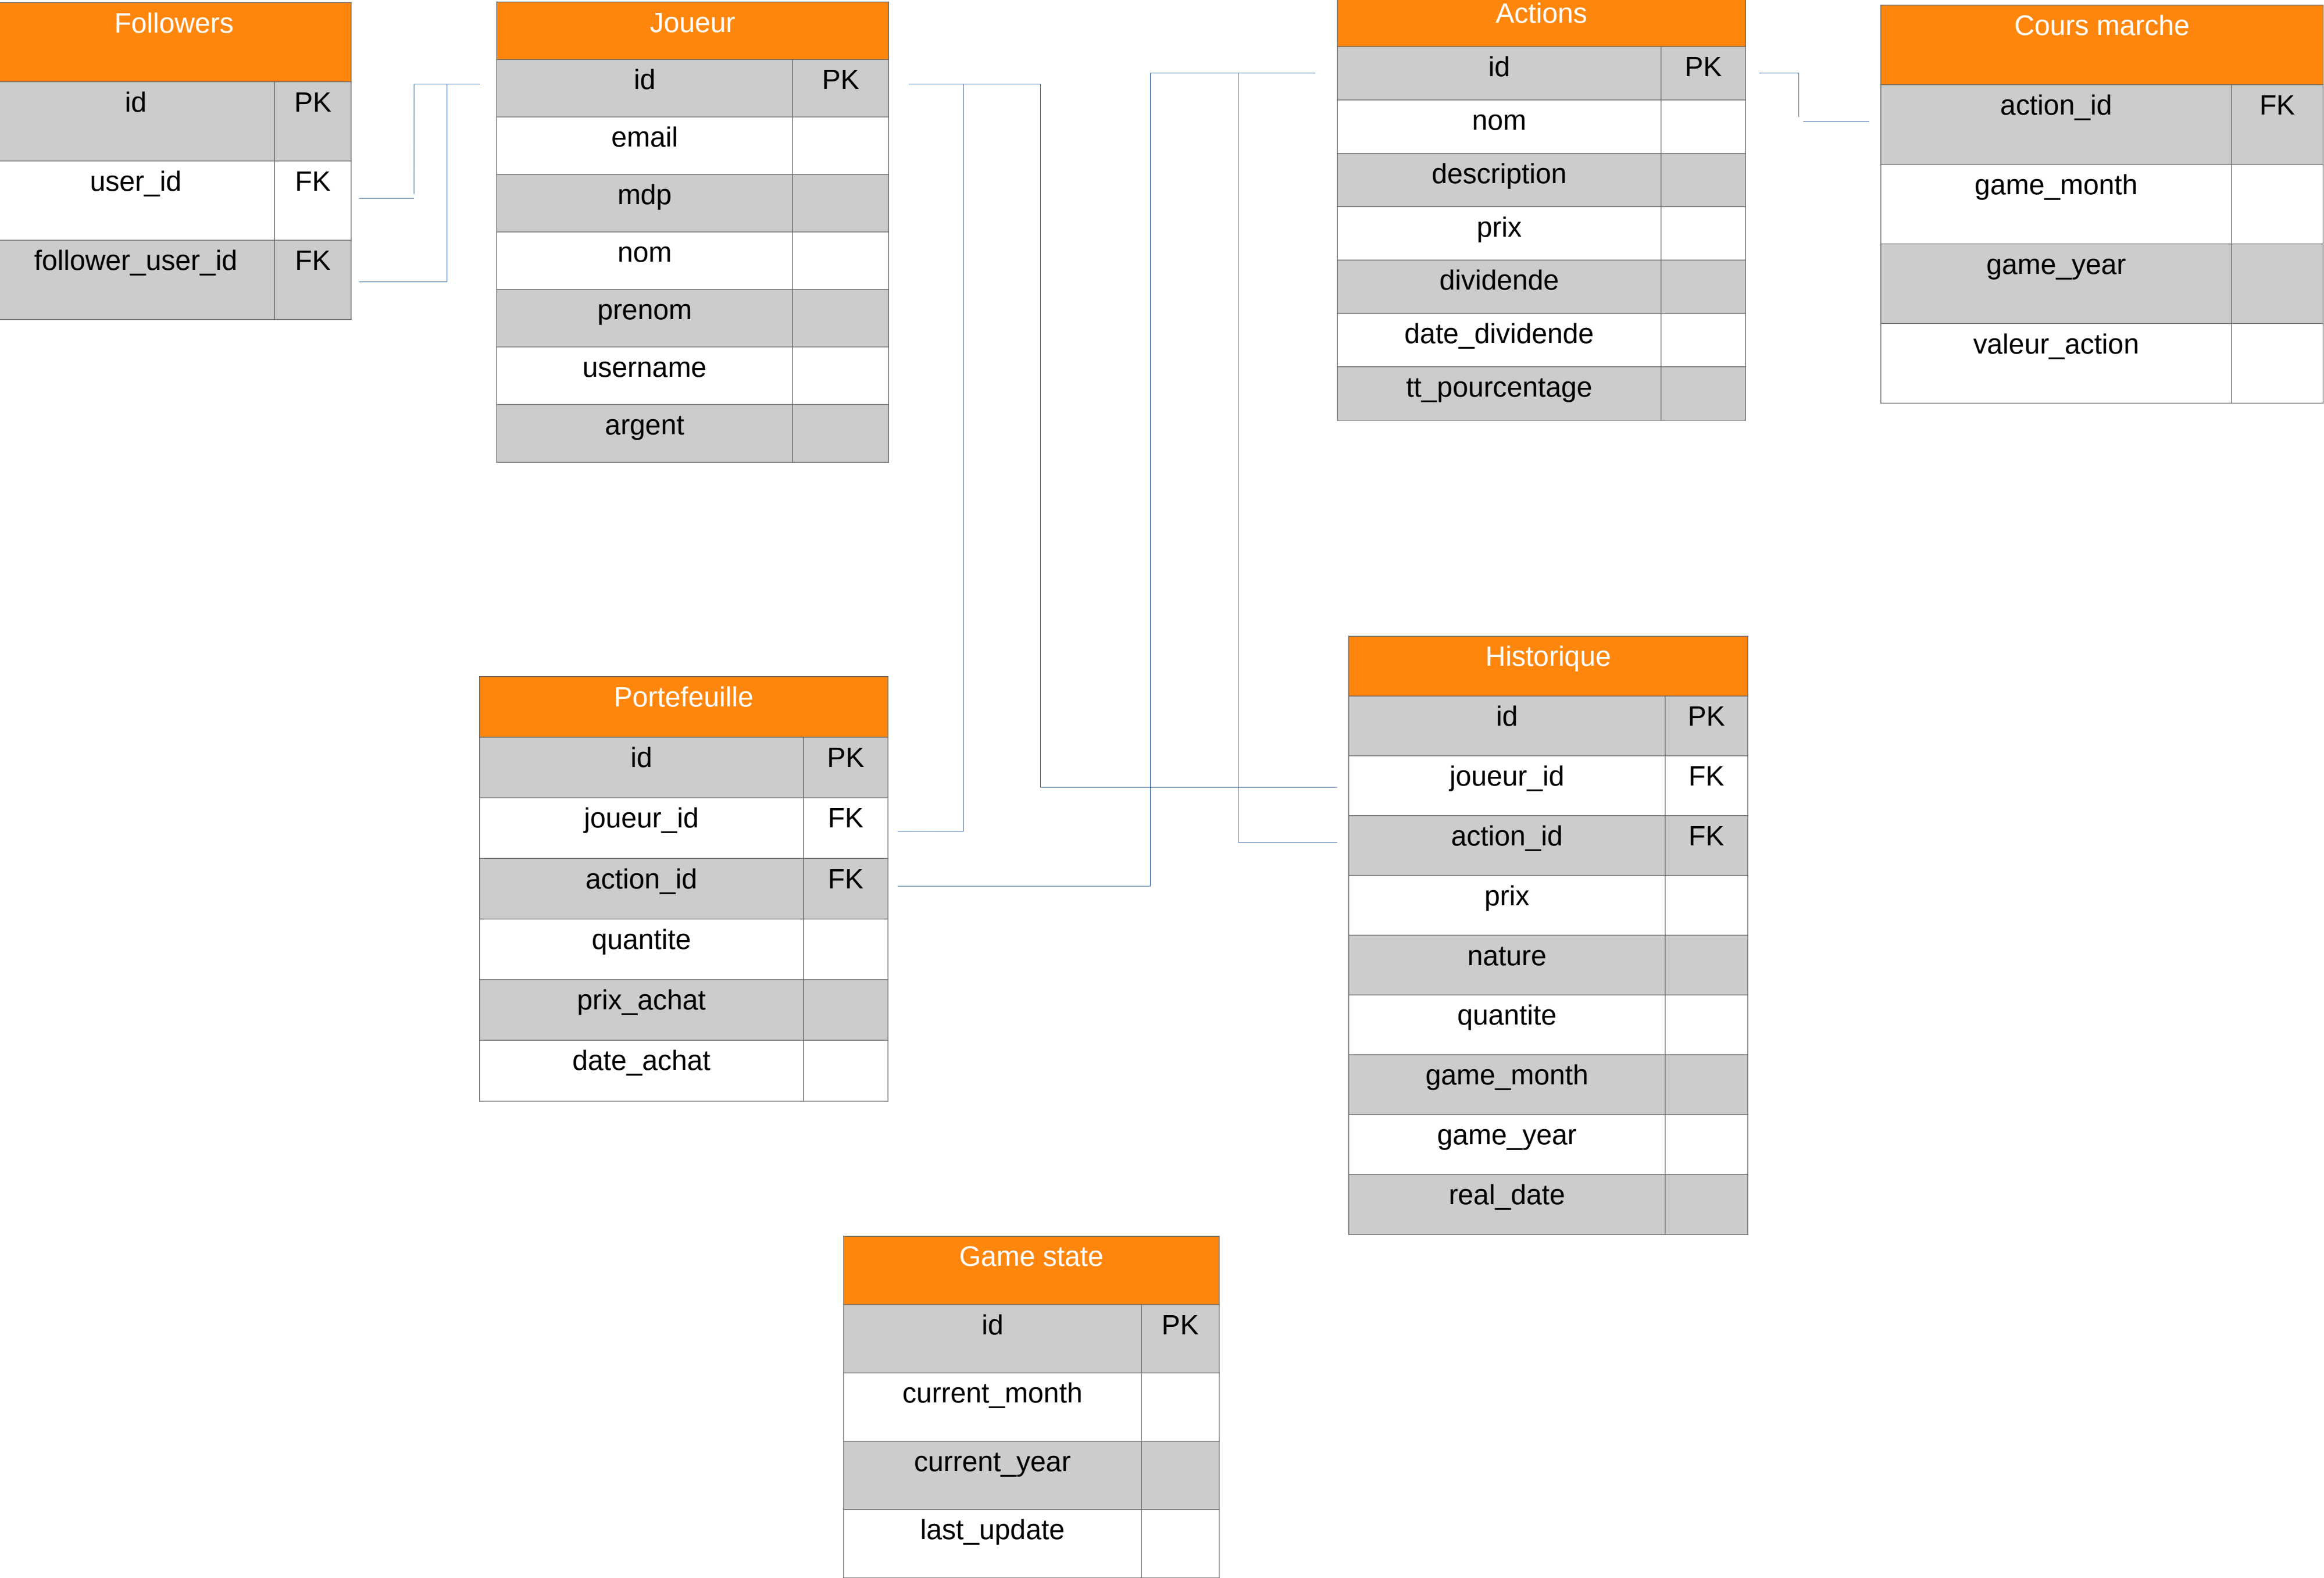 Followers
id PK
user_id FK
follower_user_id FK
Joueur
id PK
email
mdp
nom
prenom
username
argent
Actions
id PK
nom
description
prix
dividende
date_dividende
tt_pourcentage
Cours marche
action_id FK
game_month
game_year
valeur_action
Portefeuille
id PK
joueur_id FK
action_id FK
quantite
prix_achat
date_achat
Historique
id PK
joueur_id FK
action_id FK
prix
nature
quantite
game_month
game_year
real_date
Game state
id PK
current_month
current_year
last_update